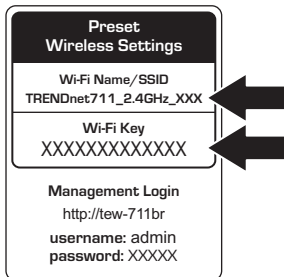 Preset
Wireless Settings
Wi-Fi Name/SSID
TRENDnet711_2.4GHz_XXX
Wi-Fi Key
XXXXXXXXXXXXX
Management Login
http://tew-711br
username: admin
password: XXXXX